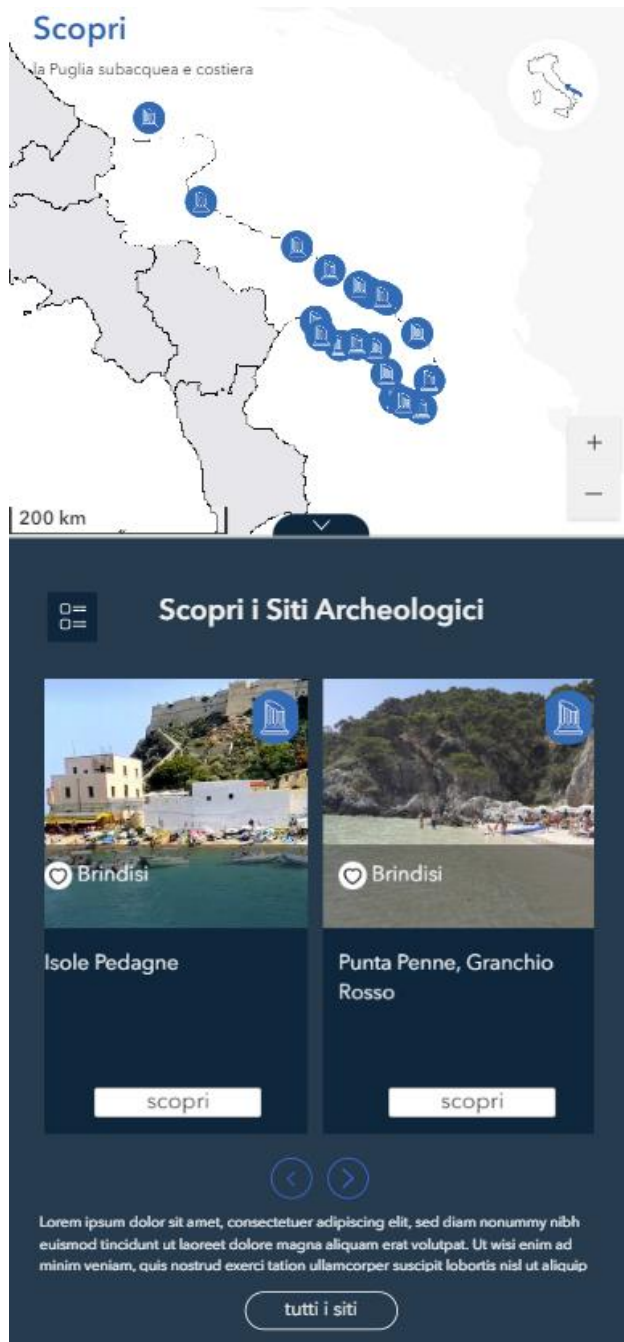 Scopri
la Puglia subacquea e costiera
+
−
200 km
Scopri i Siti Archeologici
Brindisi
Brindisi
Isole Pedagne
Punta Penne, Granchio
Rosso
scopri
scopri
Lorem ipsum dolor sit amet, consectetuer adipiscing elit, sed diam nonummy nibh
euismod tincidunt ut laoreet dolore magna aliquam erat volutpat. Ut wisi enim ad
minim veniam, quis nostrud exerci tation ullamcorper suscipit lobortis nisl ut aliquip
tutti i siti